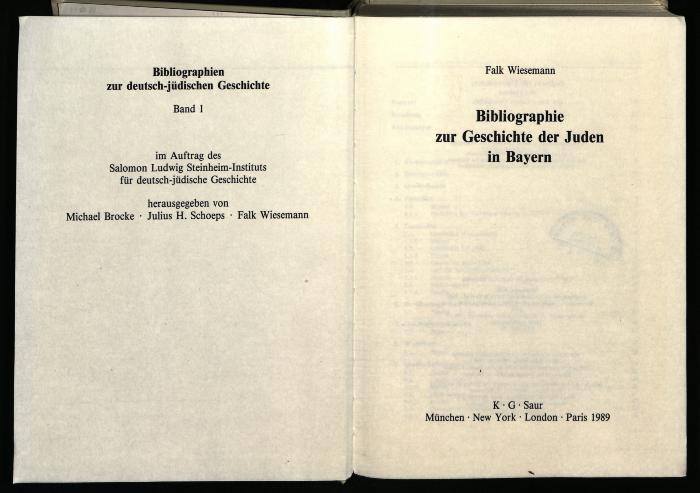 Bibliographien
zur deutsch-jüdischen Geschichte
Band 1
im Auftrag des
Salomon Ludwig Steinheim-Instituts
für deutsch-jüdische Geschichte
herausgegeben von
Michael Brocke · Julius H. Schoeps · Falk Wiesemann
Falk Wiesemann
Bibliographie
zur Geschichte der Juden
in Bayern
K · G · Saur
München · New York · London · Paris 1989